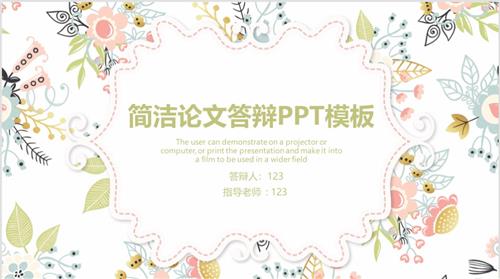 简洁论文答辩PPT模板
The user can demonstrate on a projector or
computer, or print the presentation and make it into
a film to be used in a wider field
答辩人：123
指导老师 : 123